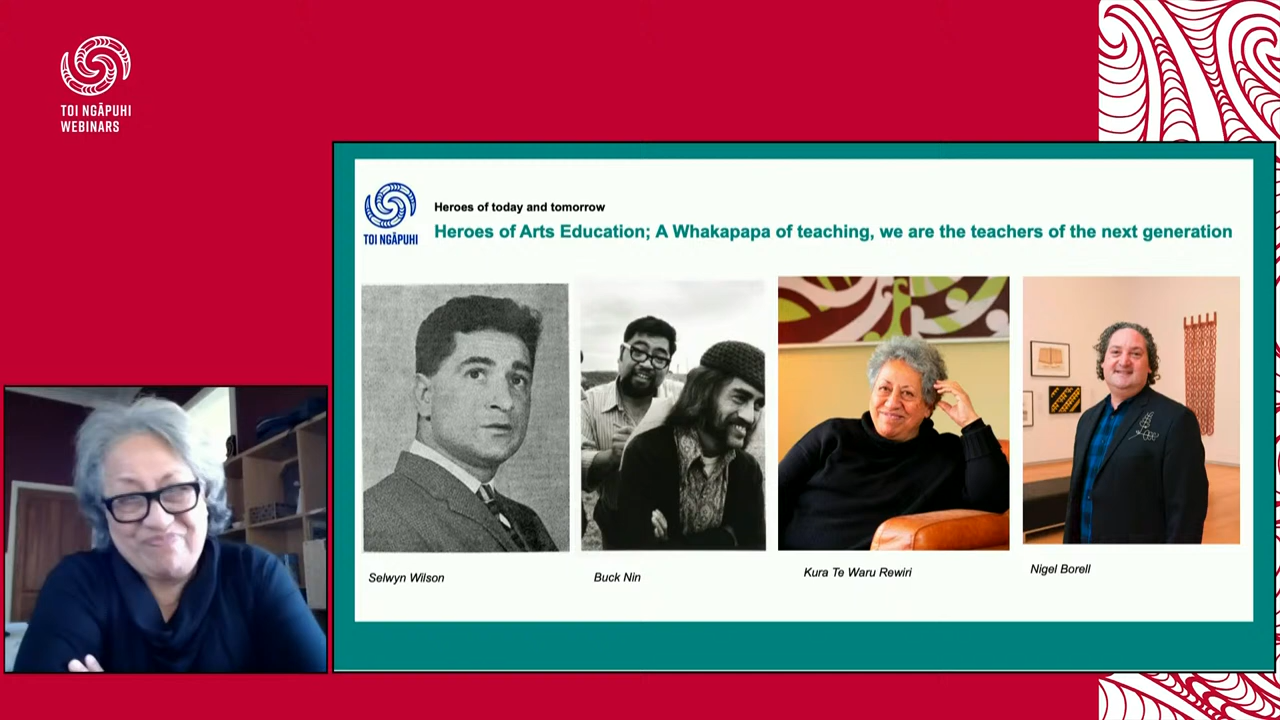 TOI NGĀPUHI
WEBINARS
Heroes of today and tomorrow
Heroes of Arts Education; A Whakapapa of teaching, we are the teachers of the next generation
TOI NGĀPUHI
Selwyn Wilson
Buck Nin
Kura Te Waru Rewiri
Nigel Borell